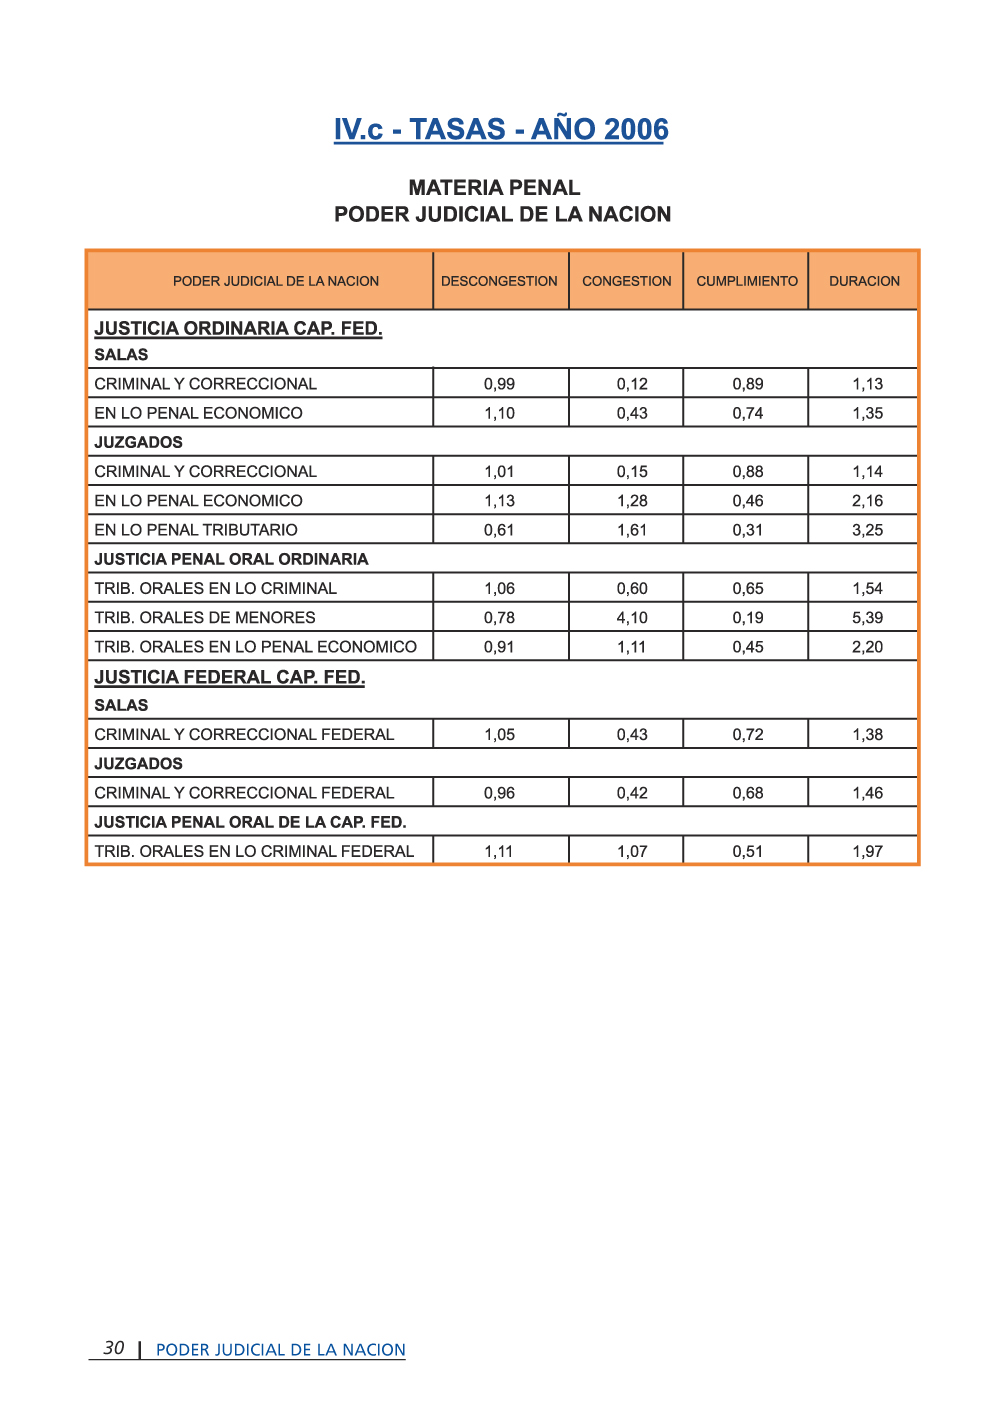 IV.c - TASAS - AÑO 2006
MATERIA PENAL
PODER JUDICIAL DE LA NACION
PODER JUDICIAL DE LA NACION DESCONGESTION CONGESTION CUMPLIMIENTO DURACION
JUSTICIA ORDINARIA CAP. FED.
SALAS
CRIMINAL Y CORRECCIONAL 0,99 0,12 0,89 1,13
EN LO PENAL ECONOMICO 1,10 0,43 0,74 1,35
JUZGADOS
CRIMINAL Y CORRECCIONAL 1,01 0,15 0,88 1,14
EN LO PENAL ECONOMICO 1,13 1,28 0,46 2,16
EN LO PENAL TRIBUTARIO 0,61 1,61 0,31 3,25
JUSTICIA PENAL ORAL ORDINARIA
TRIB. ORALES EN LO CRIMINAL 1,06 0,60 0,65 1,54
TRIB. ORALES DE MENORES 0,78 4,10 0,19 5,39
TRIB. ORALES EN LO PENAL ECONOMICO 0,91 1,11 0,45 2,20
JUSTICIA FEDERAL CAP. FED.
SALAS
CRIMINAL Y CORRECCIONAL FEDERAL 1,05 0,43 0,72 1,38
JUZGADOS
CRIMINAL Y CORRECCIONAL FEDERAL 0,96 0,42 0,68 1,46
JUSTICIA PENAL ORAL DE LA CAP. FED.
TRIB. ORALES EN LO CRIMINAL FEDERAL 1,11 1,07 0,51 1,97
30 | PODER JUDICIAL DE LA NACION